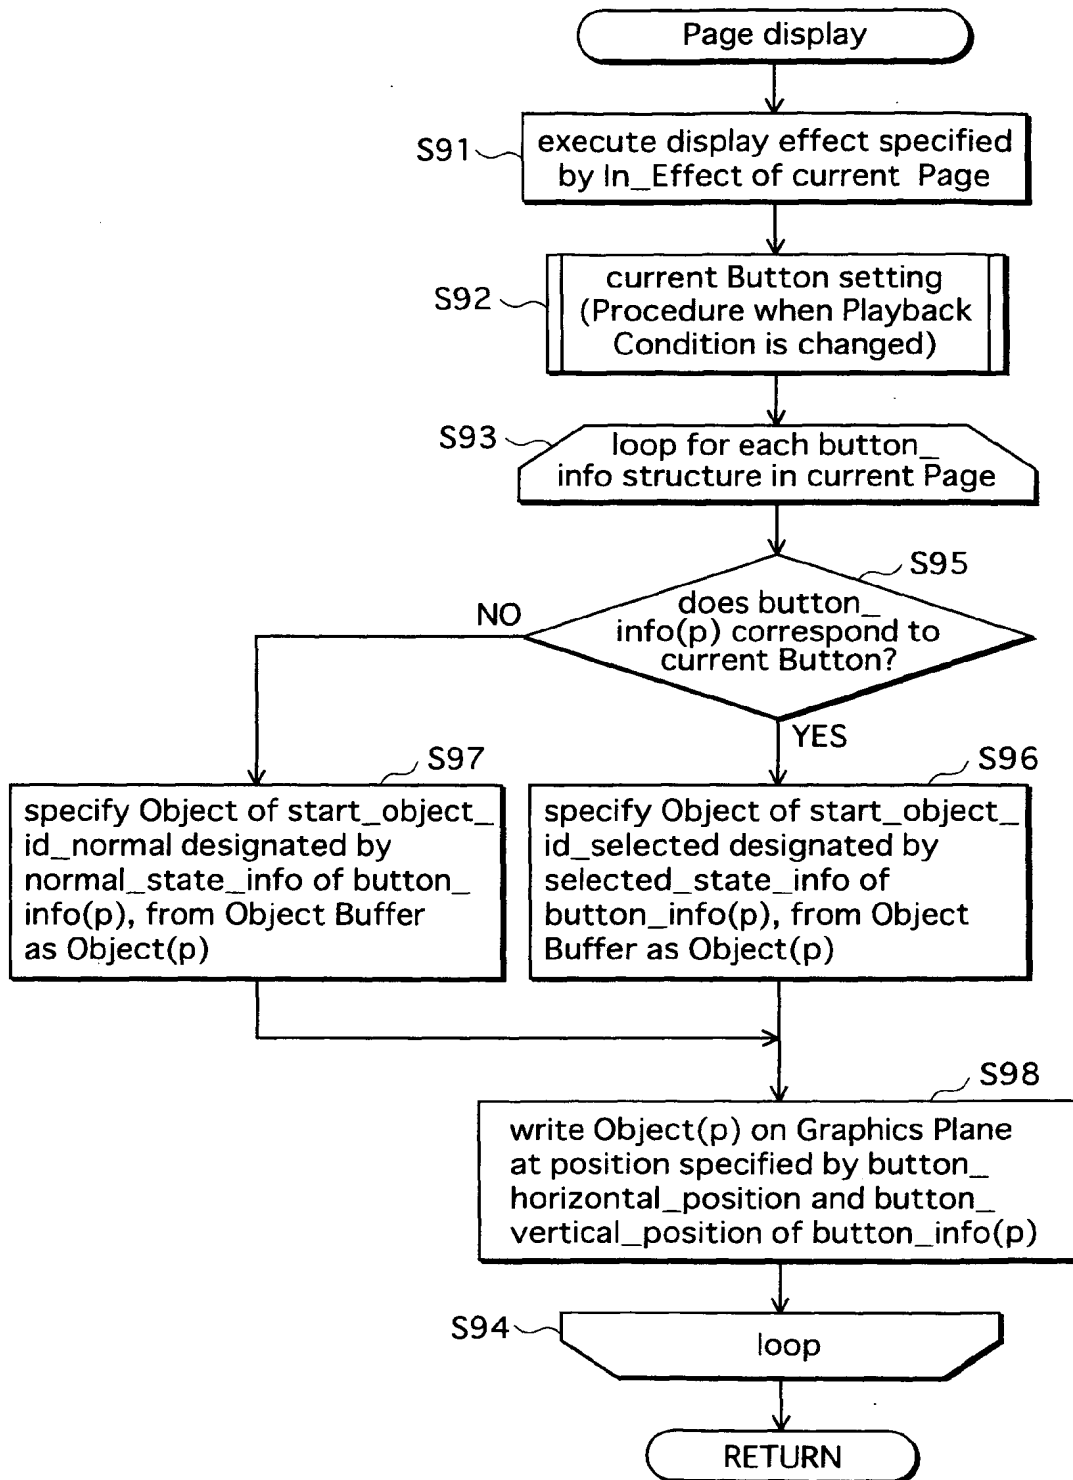 Page display
S91
execute display effect specified
by In_Effect of current Page
S92
current Button setting
(Procedure when Playback
Condition is changed)
S93
loop for each button_
info structure in current Page
S95
does button_
info(p) correspond to
current Button?
NO
YES
S97
specify Object of start_object_
id_normal designated by
normal_state_info of button_
info(p), from Object Buffer
as Object(p)
S96
specify Object of start_object_
id_selected designated by
selected_state_info of
button_info(p), from Object
Buffer as Object(p)
S98
write Object(p) on Graphics Plane
at position specified by button_
horizontal_position and button_
vertical_position of button_info(p)
S94
loop
RETURN